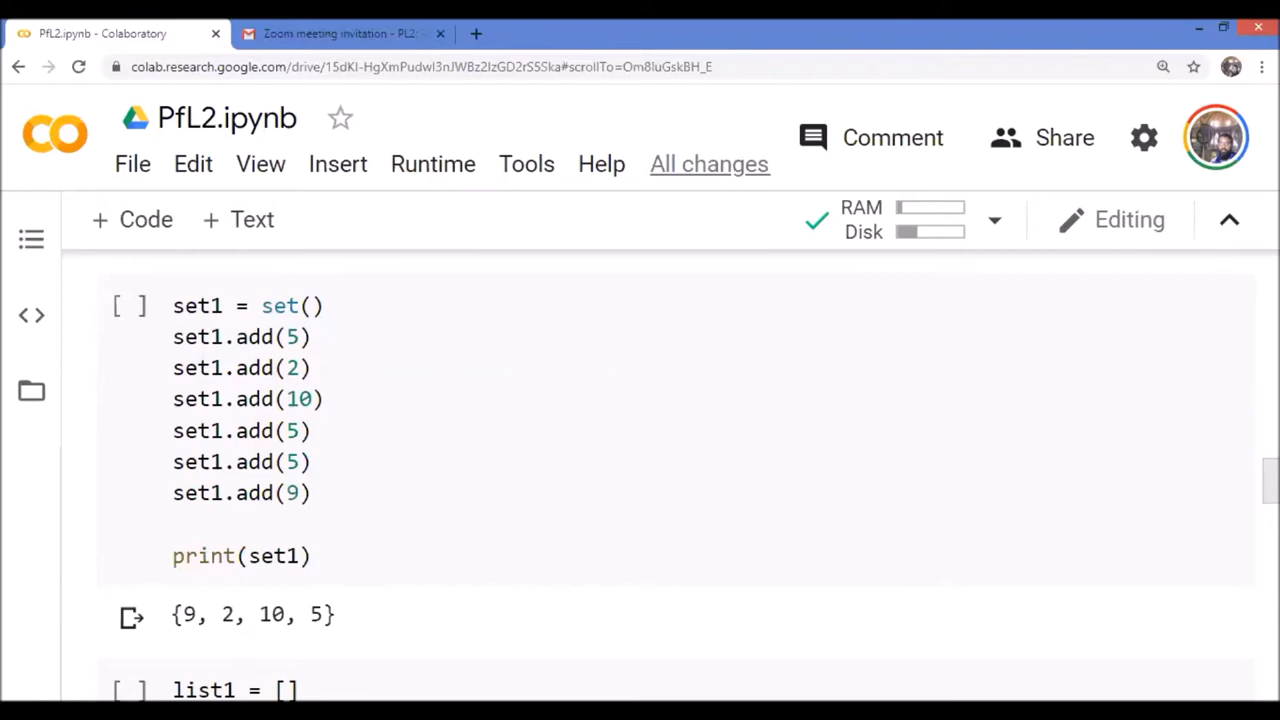 PfL2.ipynb - Colaboratory
Zoom meeting invitation - PL2:
colab.research.google.com/drive/15dKI-HgXmPudwI3nJWBz2IzGD2rS5Ska#scrollTo=Om8luGskBH_E
PfL2.ipynb
Comment
Share
File Edit View Insert Runtime Tools Help All changes
+ Code + Text
RAM
Disk
Editing
[ ] set1 = set()
set1.add(5)
set1.add(2)
set1.add(10)
set1.add(5)
set1.add(5)
set1.add(9)
print(set1)
{9, 2, 10, 5}
[ ] list1 = []